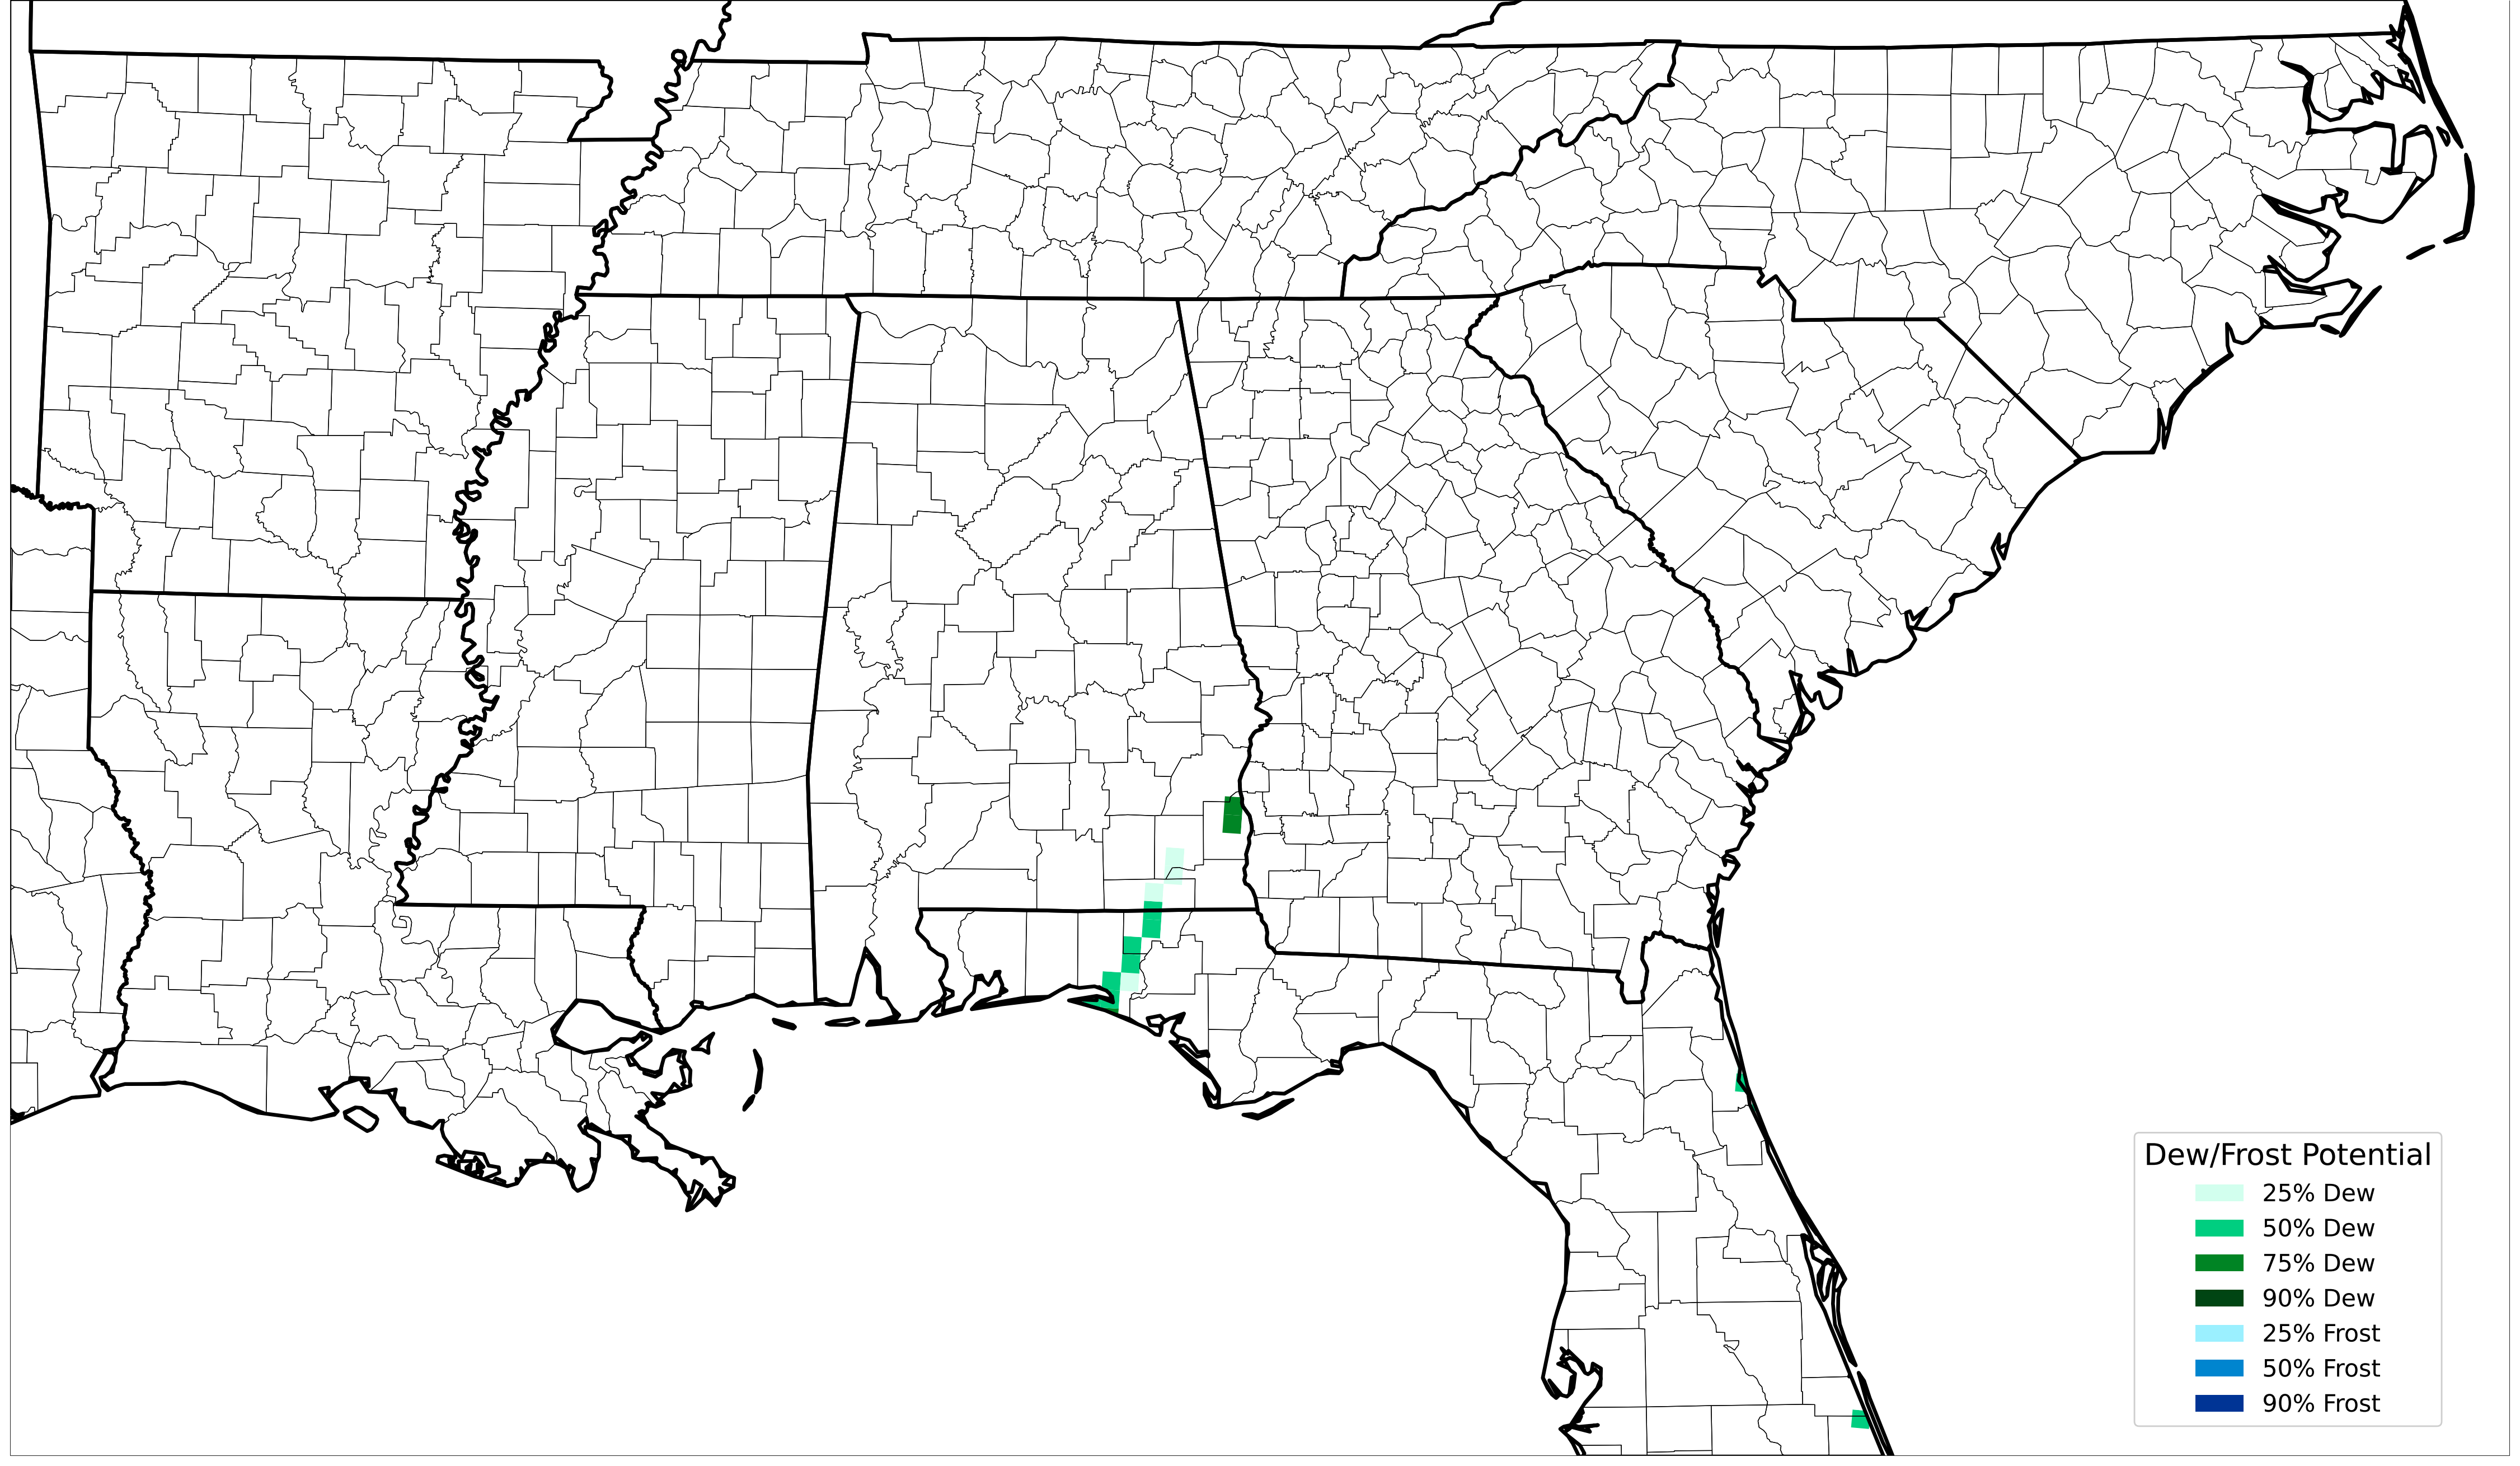 Dew/Frost Potential
25% Dew
50% Dew
75% Dew
90% Dew
25% Frost
50% Frost
90% Frost